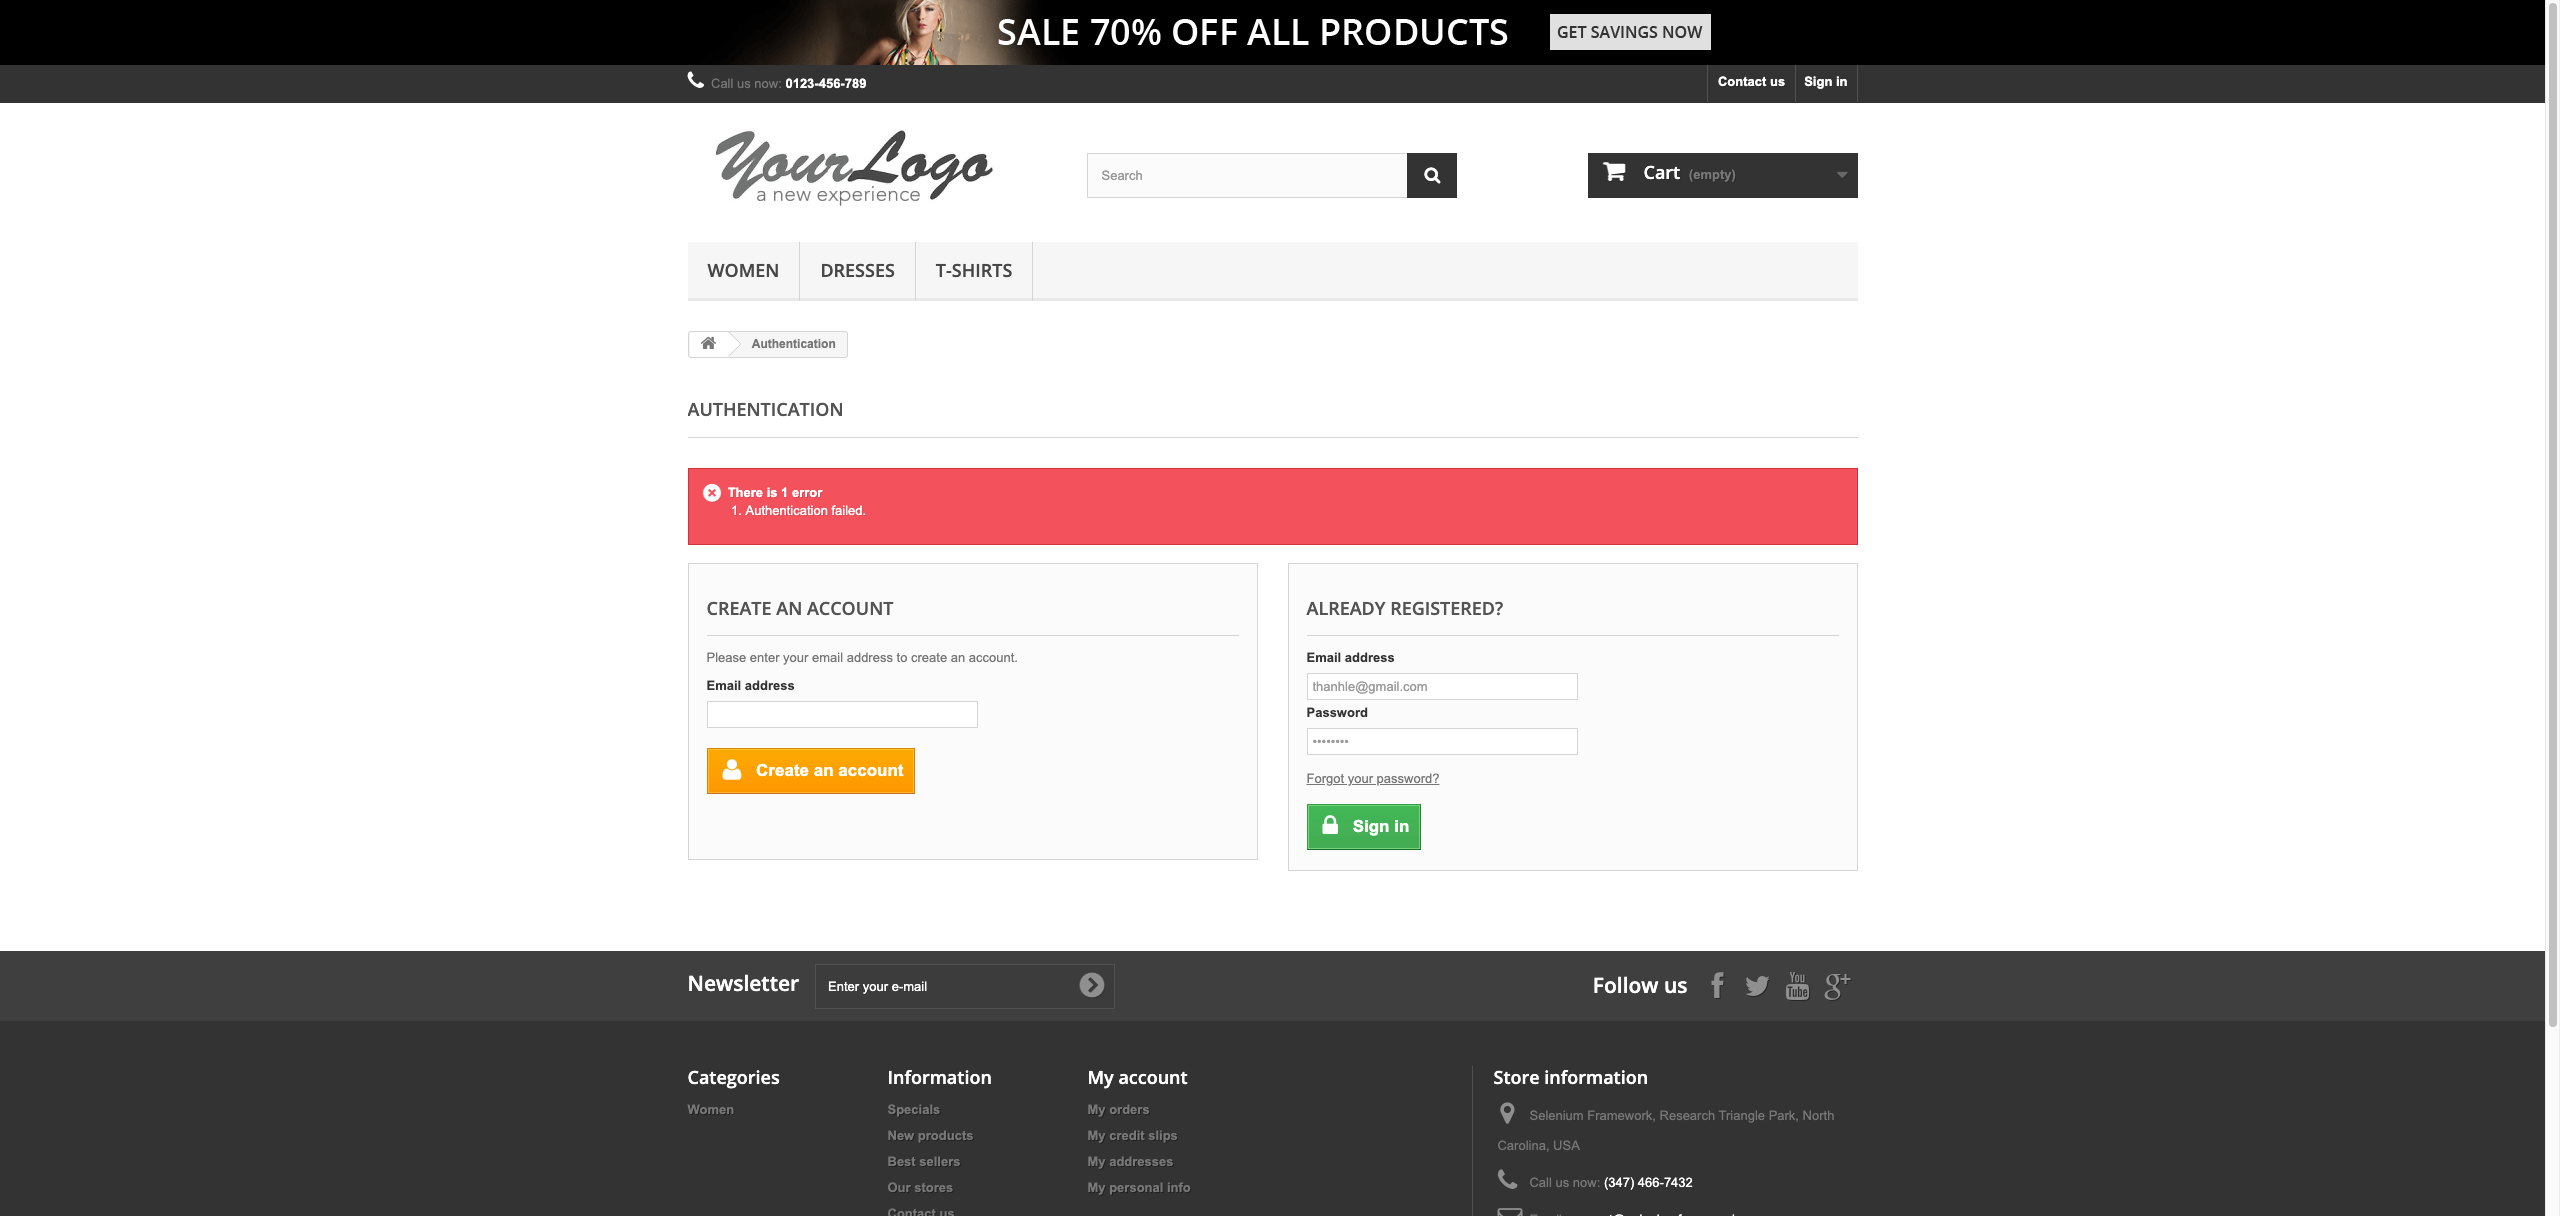 SALE 70% OFF ALL PRODUCTS GET SAVINGS NOW
Call us now: 0123-456-789 Contact us Sign in
Your Logo
a new experience
Search
Cart (empty)
WOMEN DRESSES T-SHIRTS
Authentication
AUTHENTICATION
There is 1 error
1. Authentication failed.
CREATE AN ACCOUNT
Please enter your email address to create an account.
Email address
Create an account
ALREADY REGISTERED?
Email address
thanhle@gmail.com
Password
••••••••
Forgot your password?
Sign in
Newsletter Enter your e-mail
Follow us
You
Tube
g+
Categories
Women
Information
Specials
New products
Best sellers
Our stores
Contact us
My account
My orders
My credit slips
My addresses
My personal info
Store information
Selenium Framework, Research Triangle Park, North
Carolina, USA
Call us now: (347) 466-7432